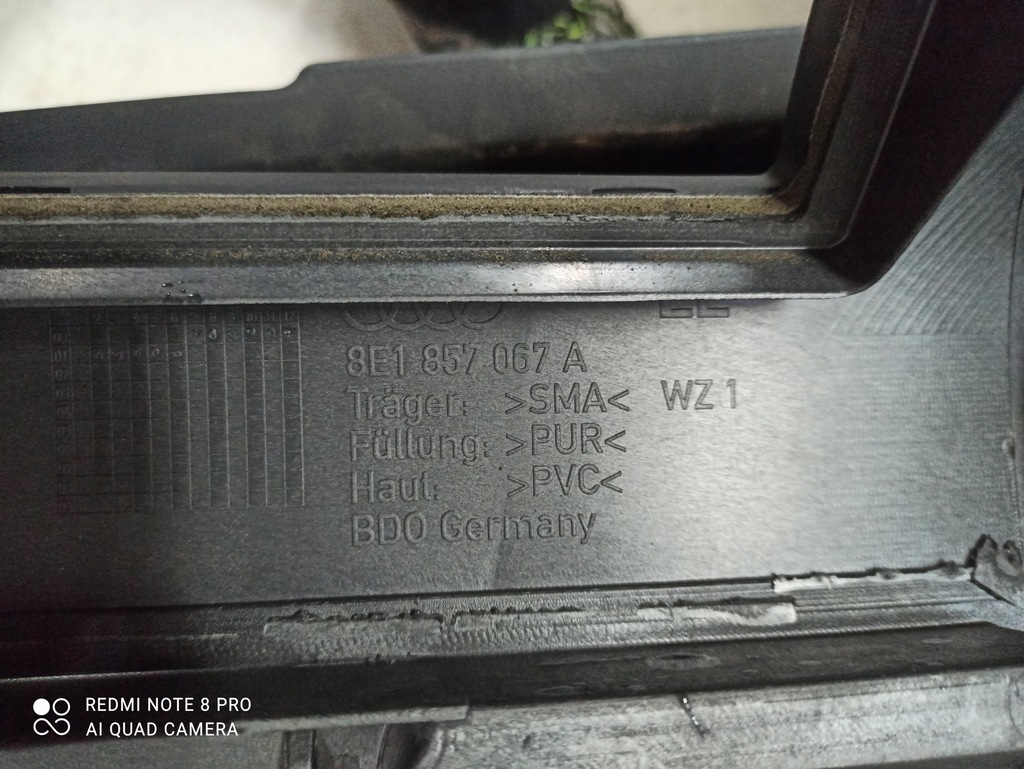 8E1 857 067 A
Träger: >SMA< WZ 1
Füllung: >PUR<
Haut: >PVC<
BDO Germany
REDMI NOTE 8 PRO
AI QUAD CAMERA